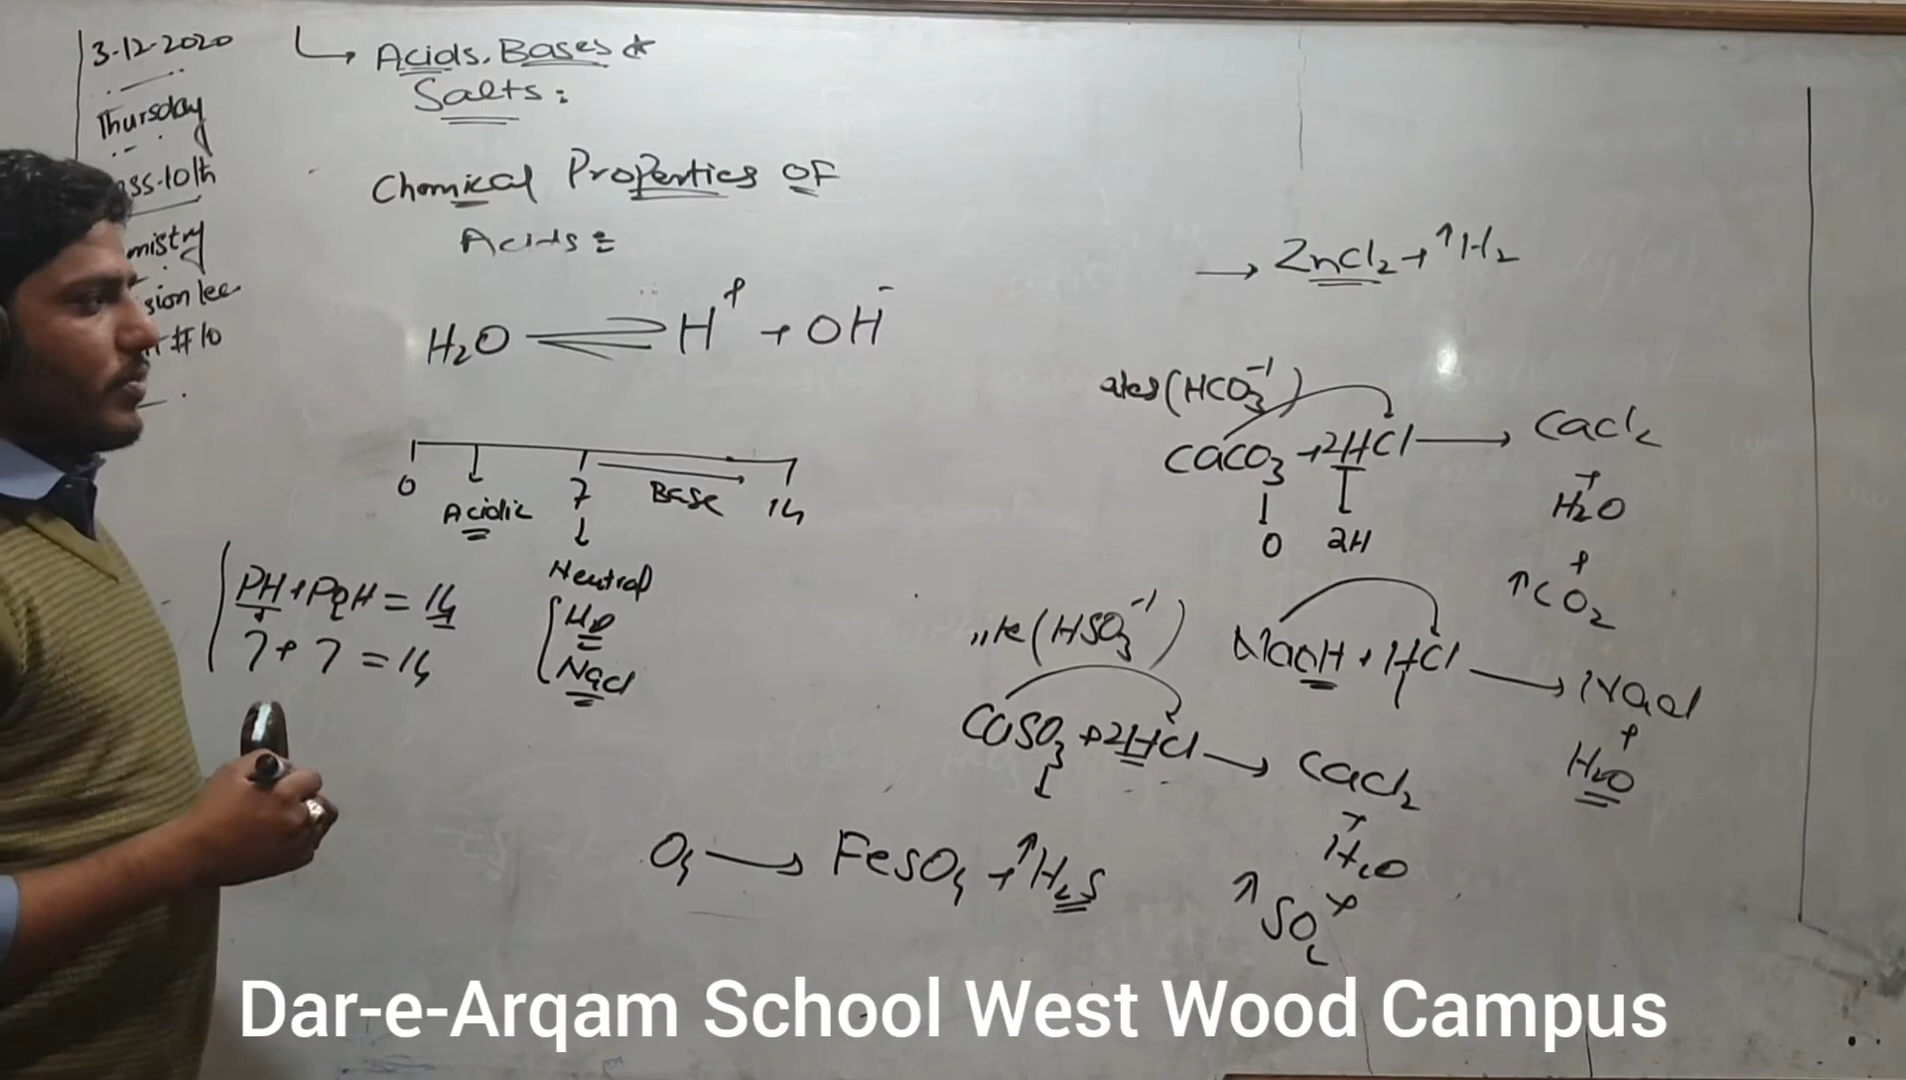 3-12-2020
Thursday
ass-10th
mistry
sion lec
#10
Acids, Bases &
Salts:
Chemical Properties OF
Acids:
H₂O ⇌ H⁺ + OH⁻
0 7 14
Acidic Base
Neutral
H₂O
NaCl
PH + POH = 14
7 + 7 = 14
→ ZnCl₂ + ↑H₂
ates (HCO₃⁻¹)
CaCO₃ + 2HCl → CaCl₂
+
H₂O
+
↑CO₂
0 2H
NaOH + HCl → NaCl
+
H₂O
ite (HSO₃⁻¹)
CaSO₃ + 2HCl → CaCl₂
+
H₂O
+
↑SO₂
O₄ → FeSO₄ + ↑H₂S
Dar-e-Arqam School West Wood Campus